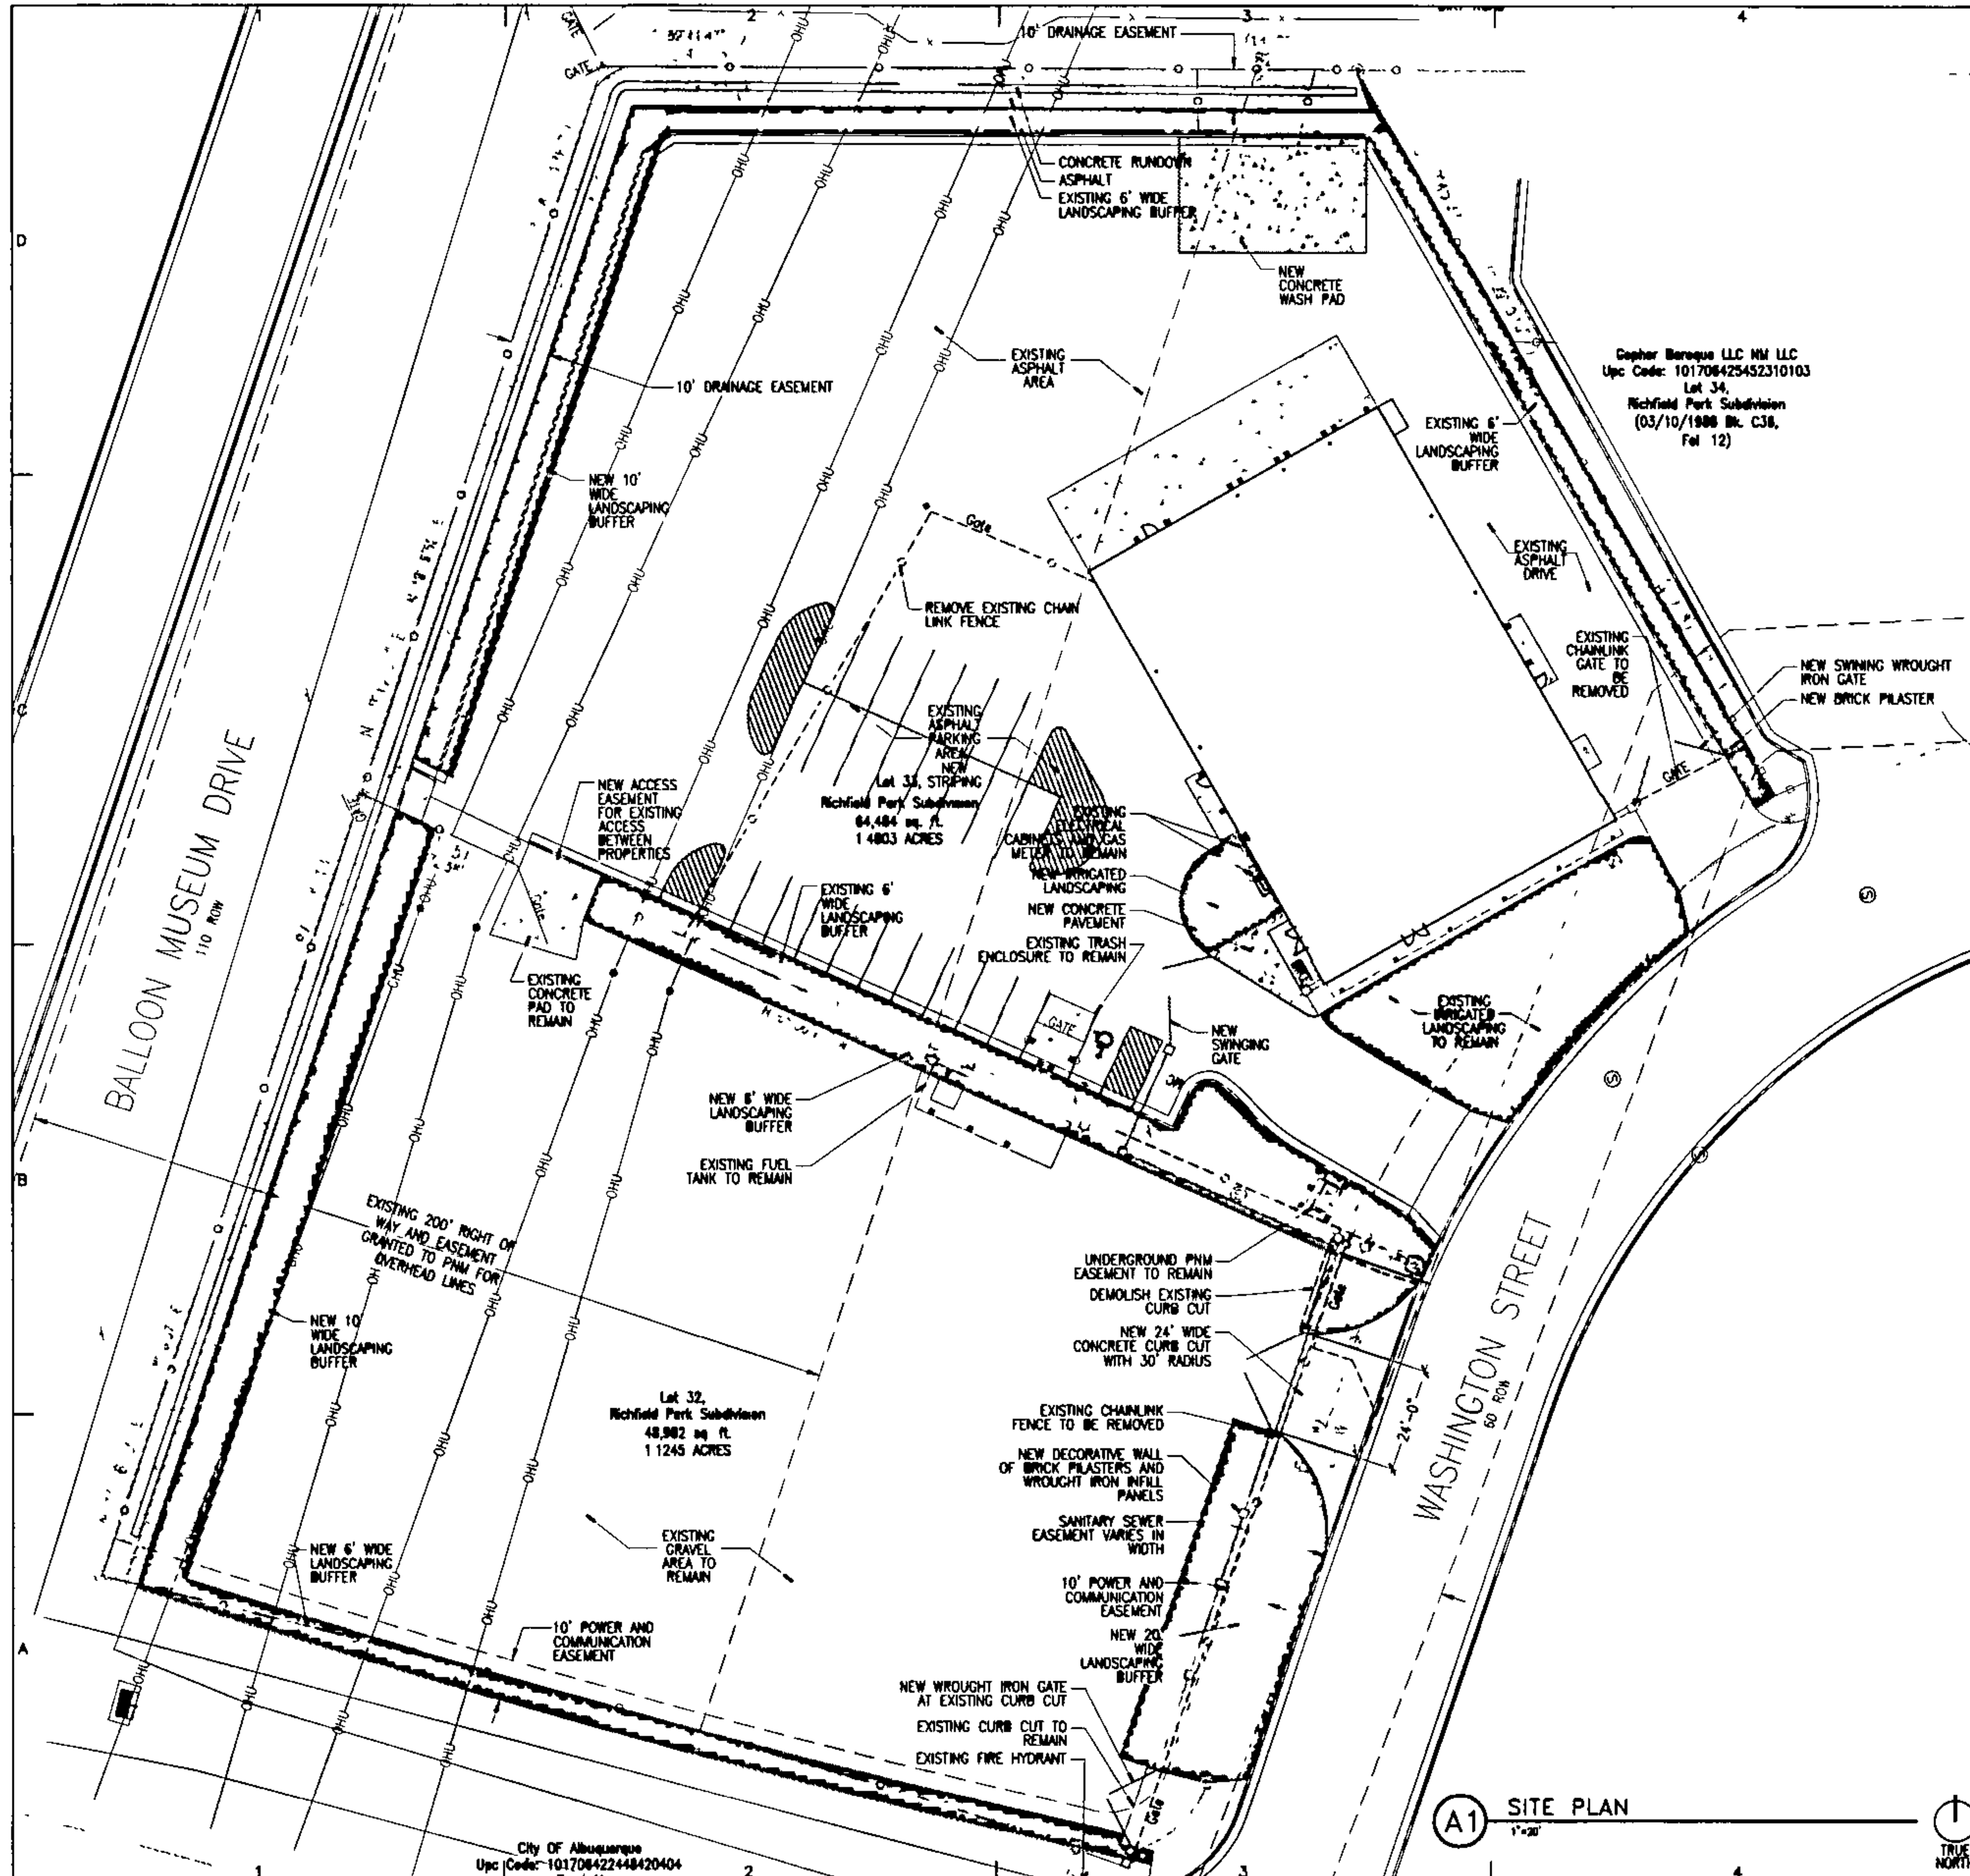 1
2
3
4
10' DRAINAGE EASEMENT
GATE
GATE
CONCRETE RUNDOWN
ASPHALT
EXISTING 6' WIDE
LANDSCAPING BUFFER
D
NEW
CONCRETE
WASH PAD
EXISTING
ASPHALT
AREA
10' DRAINAGE EASEMENT
Gopher Baroque LLC NM LLC
Upc Code: 101706425452310103
Lot 34,
Richfield Park Subdivision
(03/10/1988 Bk. C36,
Fol 12)
EXISTING 6'
WIDE
LANDSCAPING
BUFFER
NEW 10'
WIDE
LANDSCAPING
BUFFER
Gate
EXISTING
ASPHALT
DRIVE
REMOVE EXISTING CHAIN
LINK FENCE
EXISTING
CHAINLINK
GATE TO
BE
REMOVED
NEW SWINING WROUGHT
IRON GATE
NEW BRICK PILASTER
C
EXISTING
ASPHALT
PARKING
AREA
NEW
STRIPING
Lot 33,
Richfield Park Subdivision
64,484 sq. ft.
1 4803 ACRES
GATE
NEW ACCESS
EASEMENT
FOR EXISTING
ACCESS
BETWEEN
PROPERTIES
EXISTING
ELECTRICAL
CABINETS AND GAS
METER TO REMAIN
NEW IRRIGATED
LANDSCAPING
NEW CONCRETE
PAVEMENT
EXISTING TRASH
ENCLOSURE TO REMAIN
EXISTING 6'
WIDE
LANDSCAPING
BUFFER
BALLOON MUSEUM DRIVE
110 ROW
Gate
EXISTING
CONCRETE
PAD TO
REMAIN
GATE
NEW
SWINGING
GATE
EXISTING
IRRIGATED
LANDSCAPING
TO REMAIN
NEW 6' WIDE
LANDSCAPING
BUFFER
EXISTING FUEL
TANK TO REMAIN
B
EXISTING 200' RIGHT OF
WAY AND EASEMENT
GRANTED TO PNM FOR
OVERHEAD LINES
UNDERGROUND PNM
EASEMENT TO REMAIN
DEMOLISH EXISTING
CURB CUT
NEW 24' WIDE
CONCRETE CURB CUT
WITH 30' RADIUS
Gate
NEW 10
WIDE
LANDSCAPING
BUFFER
WASHINGTON STREET
60 ROW
24'-0"
Lot 32,
Richfield Park Subdivision
48,982 sq ft.
1 1245 ACRES
EXISTING CHAINLINK
FENCE TO BE REMOVED
NEW DECORATIVE WALL
OF BRICK PILASTERS AND
WROUGHT IRON INFILL
PANELS
SANITARY SEWER
EASEMENT VARIES IN
WIDTH
EXISTING
GRAVEL
AREA TO
REMAIN
NEW 6' WIDE
LANDSCAPING
BUFFER
10' POWER AND
COMMUNICATION
EASEMENT
A
10' POWER AND
COMMUNICATION
EASEMENT
NEW 20'
WIDE
LANDSCAPING
BUFFER
NEW WROUGHT IRON GATE
AT EXISTING CURB CUT
EXISTING CURB CUT TO
REMAIN
EXISTING FIRE HYDRANT
Gate
A1
SITE PLAN
1"=20'
TRUE
NORTH
City OF Albuquerque
Upc Code: 101706422448420404
1
2
3
4